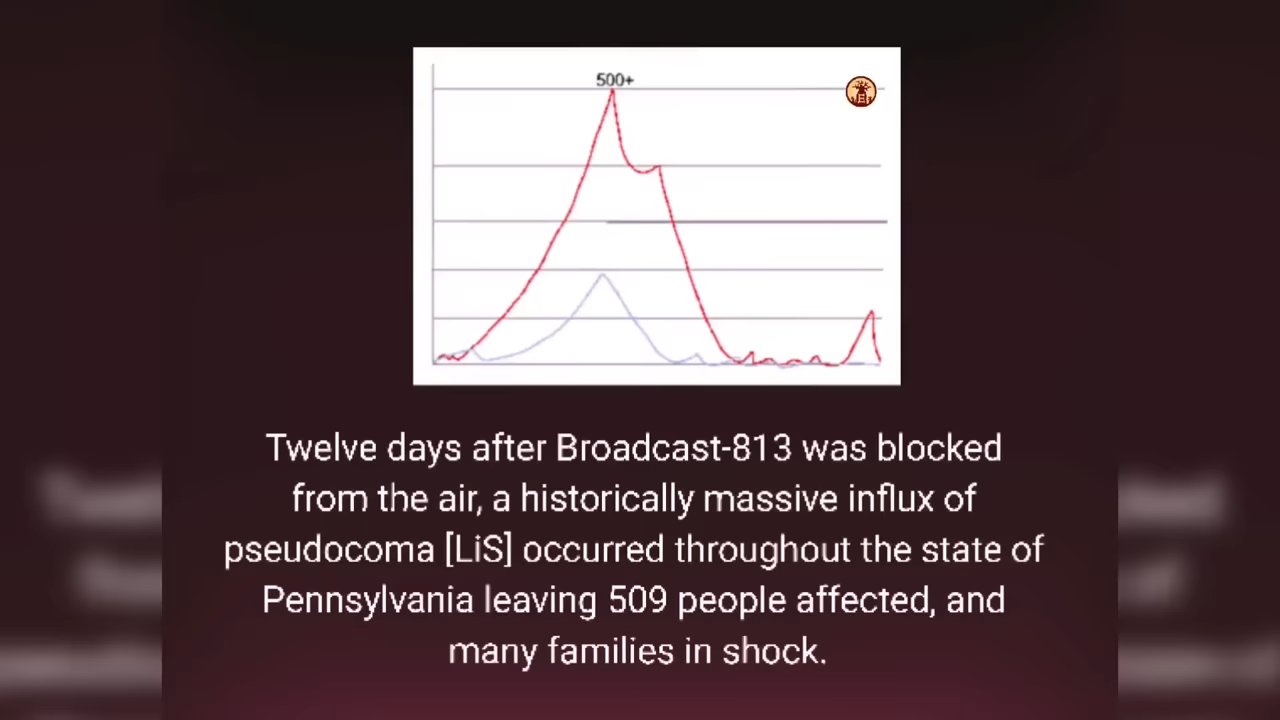 500+
Twelve days after Broadcast-813 was blocked
from the air, a historically massive influx of
pseudocoma [LiS] occurred throughout the state of
Pennsylvania leaving 509 people affected, and
many families in shock.